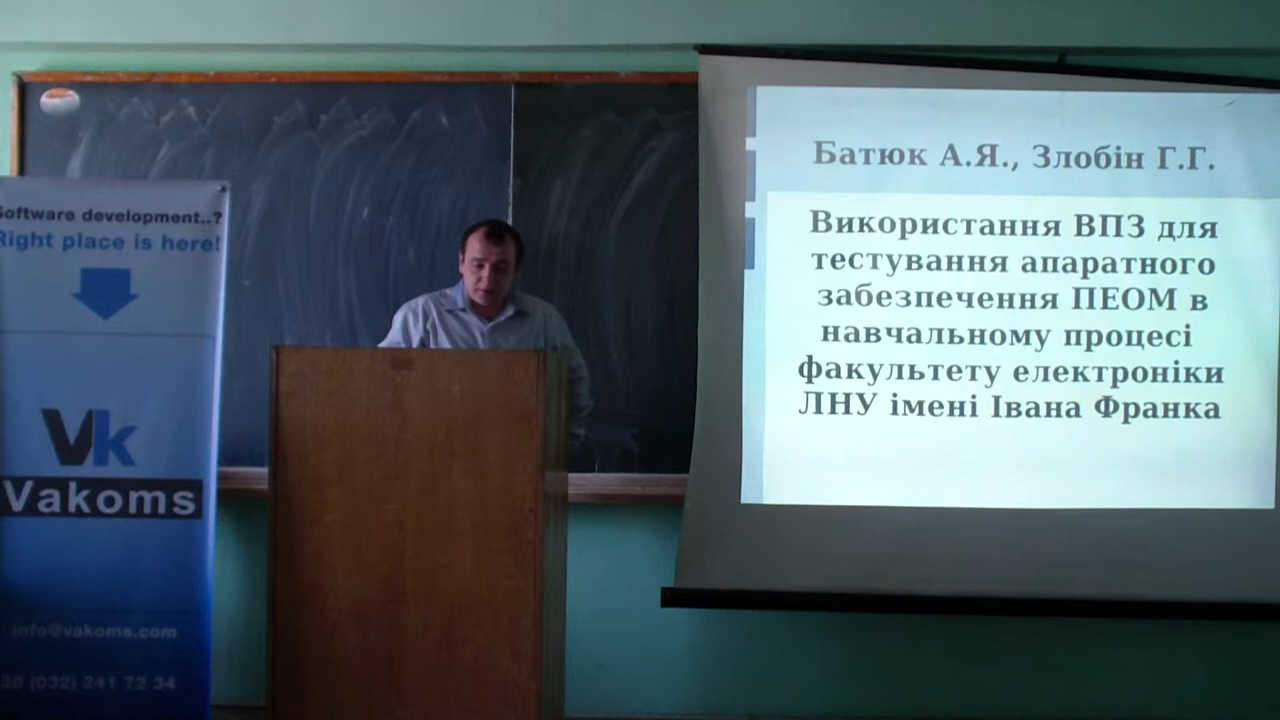 Software development..?
Right place is here!
Vk
Vakoms
info@vakoms.com
38 (032) 241 72 34
Батюк А.Я., Злобін Г.Г.
Використання ВПЗ для
тестування апаратного
забезпечення ПЕОМ в
навчальному процесі
факультету електроніки
ЛНУ імені Івана Франка